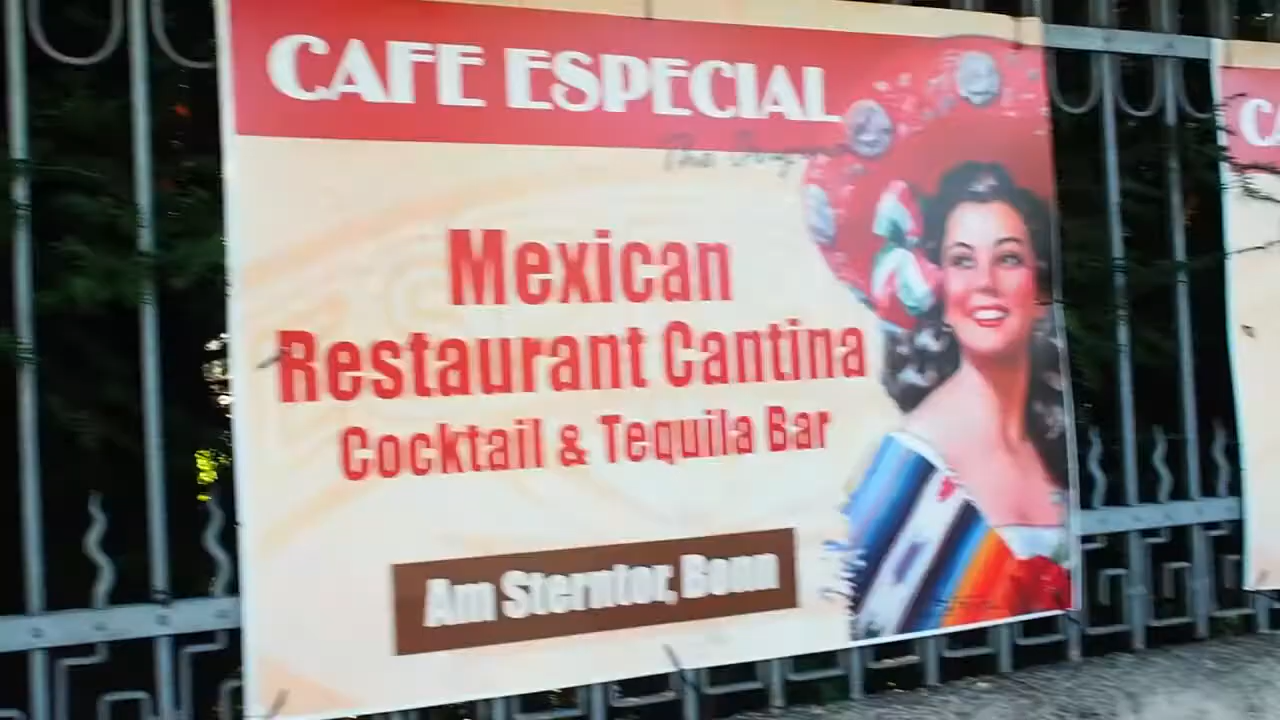 CAFE ESPECIAL
Mexican
Restaurant Cantina
Cocktail & Tequila Bar
Am Sterntor, Bonn